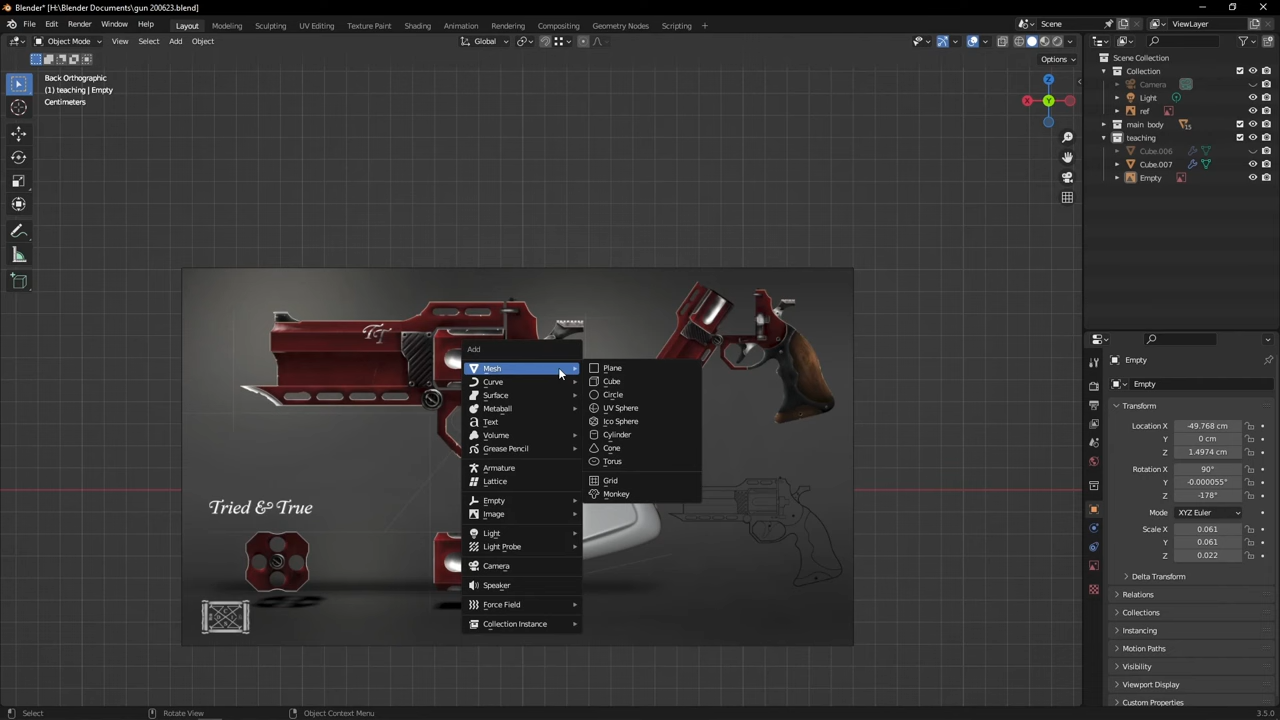 Blender* [H:\Blender Documents\gun 200623.blend]
File Edit Render Window Help Layout Modeling Sculpting UV Editing Texture Paint Shading Animation Rendering Compositing Geometry Nodes Scripting Scene ViewLayer
Object Mode View Select Add Object Global
Options
Back Orthographic
(1) teaching | Empty
Centimeters
X
Y
Z
Scene Collection
Collection
Camera
Light
ref
main body 15
teaching
Cube.006
Cube.007
Empty
TT
Tried & True
Add
Mesh
Curve
Surface
Metaball
Text
Volume
Grease Pencil
Armature
Lattice
Empty
Image
Light
Light Probe
Camera
Speaker
Force Field
Collection Instance
Plane
Cube
Circle
UV Sphere
Ico Sphere
Cylinder
Cone
Torus
Grid
Monkey
Empty
Empty
Transform
Location X -49.768 cm
Y 0 cm
Z 1.4974 cm
Rotation X 90°
Y -0.000055°
Z -178°
Mode XYZ Euler
Scale X 0.061
Y 0.061
Z 0.022
Delta Transform
Relations
Collections
Instancing
Motion Paths
Visibility
Viewport Display
Custom Properties
Select Rotate View Object Context Menu 3.5.0